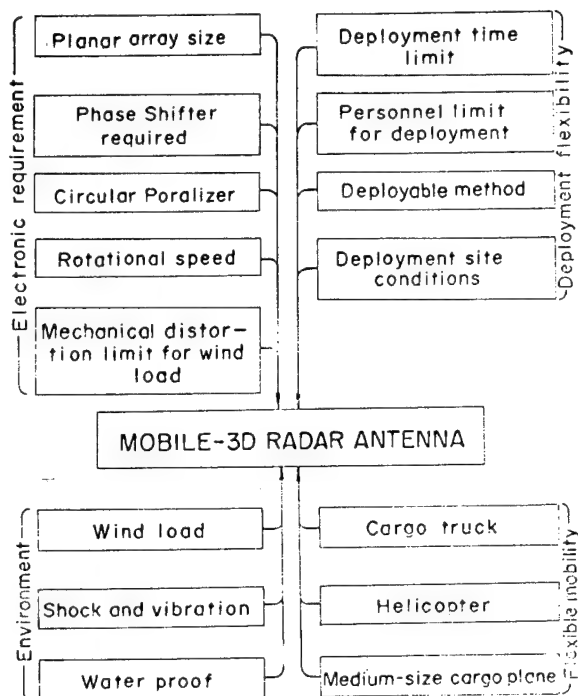 Electronic requirement
Planar array size
Phase Shifter
required
Circular Poralizer
Rotational speed
Mechanical distor-
tion limit for wind
load
Deployment time
limit
Personnel limit
for deployment
Deployable method
Deployment site
conditions
Deployment flexibility
MOBILE-3D RADAR ANTENNA
Environment
Wind load
Shock and vibration
Water proof
Cargo truck
Helicopter
Medium-size cargo plane
Flexible mobility